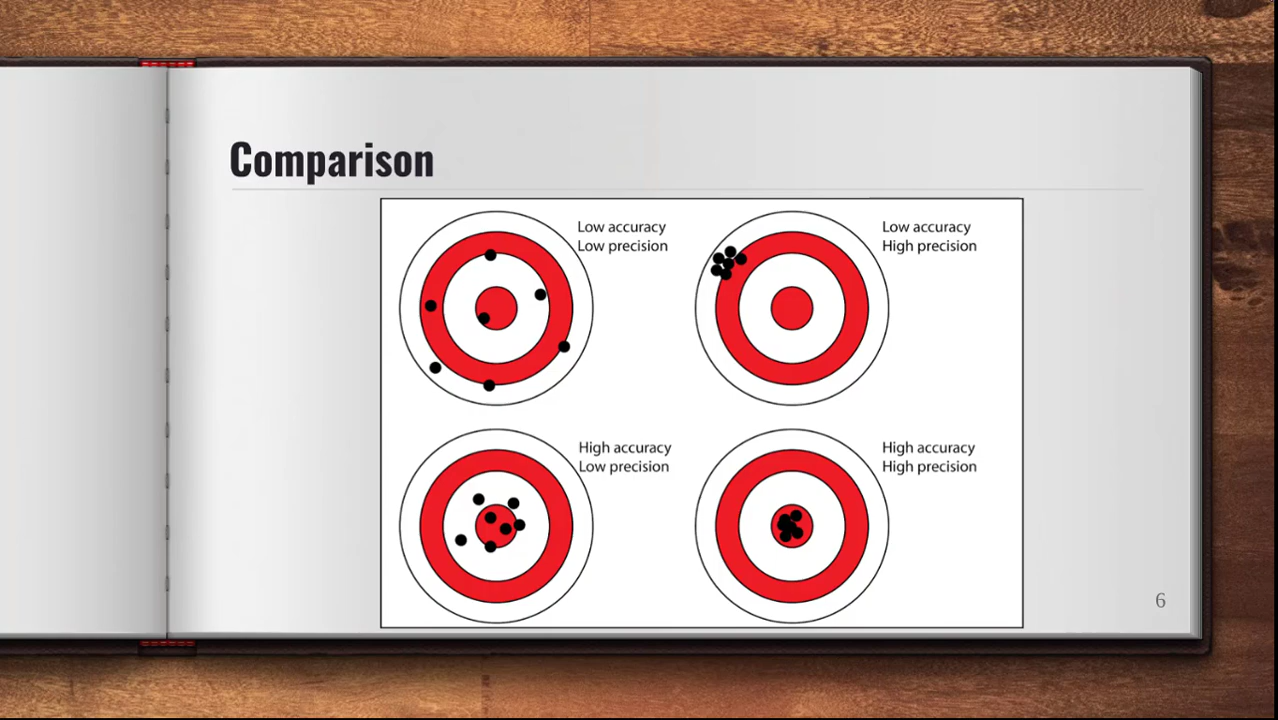 Comparison
Low accuracy
Low precision
Low accuracy
High precision
High accuracy
Low precision
High accuracy
High precision
6